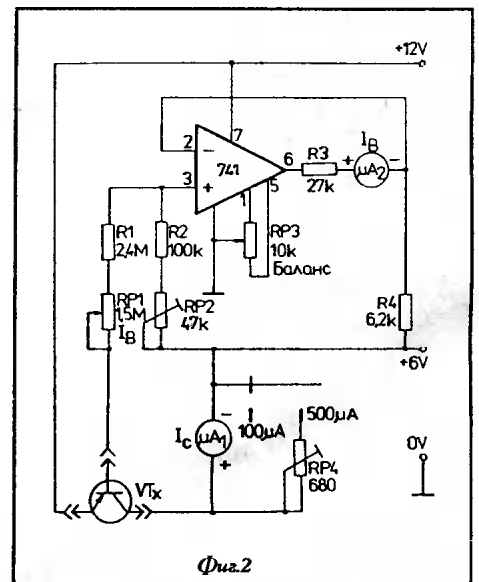 +12V
7
2
−
741
6
R3
27k
+
I_B
μA2
−
3
+
1
5
RP3
10k
Баланс
R1
2,4M
R2
100k
RP1
1,5M
I_B
RP2
47k
R4
6,2k
+6V
I_C
−
μA1
+
100μA
500μA
RP4
680
0V
VTx
Фиг.2